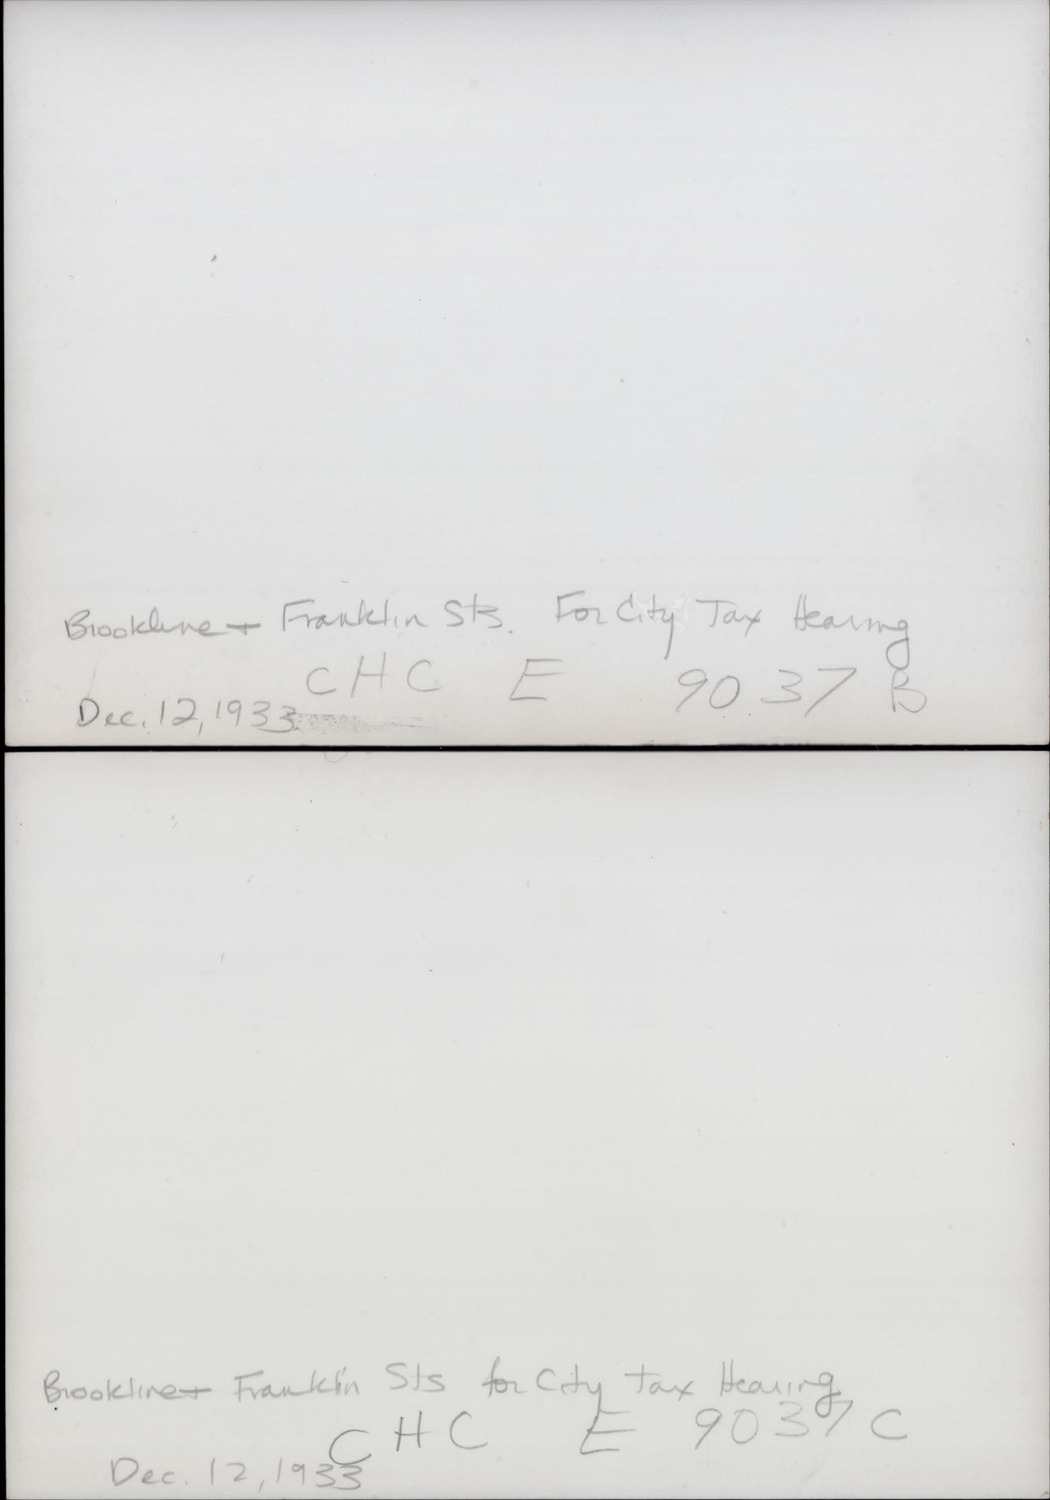 Brookline + Franklin Sts. For City Tax Hearing
CHC E 9037 B
Dec. 12, 1933
Brookline + Franklin Sts for City tax Hearing
CHC E 9037 C
Dec. 12, 1933